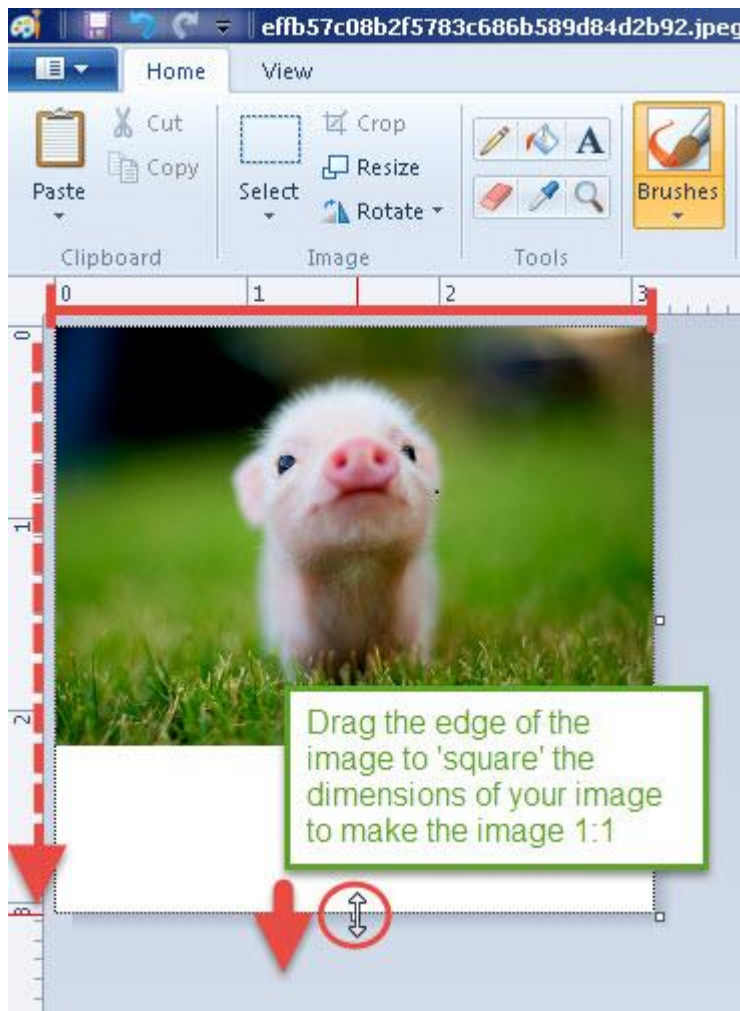 effb57c08b2f5783c686b589d84d2b92.jpeg
Home View
Cut Crop
Copy Resize
Paste Select Rotate Brushes
Clipboard Image Tools
A
0 1 2 3
0
1
2
3
Drag the edge of the
image to 'square' the
dimensions of your image
to make the image 1:1